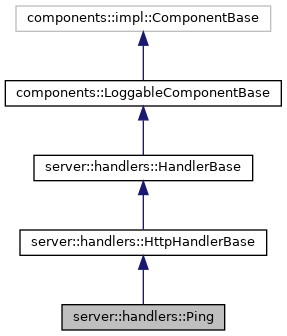 components::impl::ComponentBase
components::LoggableComponentBase
server::handlers::HandlerBase
server::handlers::HttpHandlerBase
server::handlers::Ping